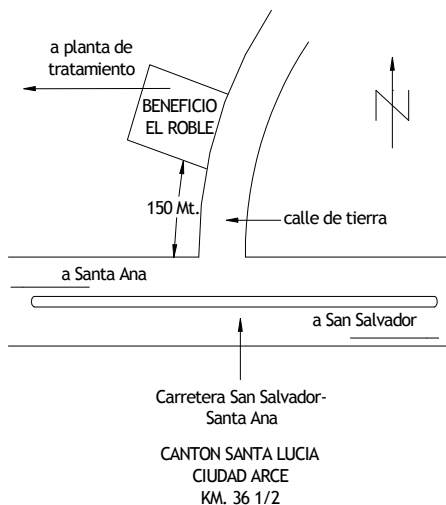 a planta de
tratamiento
BENEFICIO
EL ROBLE
N
150 Mt.
calle de tierra
a Santa Ana
a San Salvador
Carretera San Salvador-
Santa Ana
CANTON SANTA LUCIA
CIUDAD ARCE
KM. 36 1/2